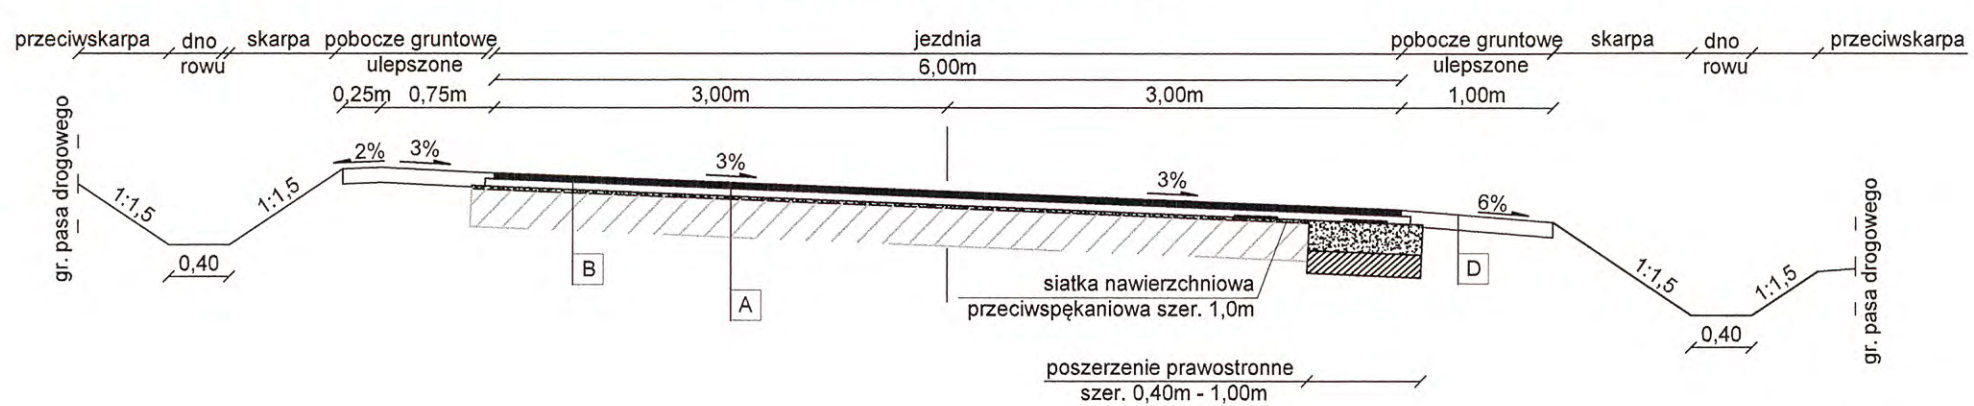 przeciwskarpa dno skarpa pobocze gruntowe jezdnia pobocze gruntowe skarpa dno przeciwskarpa
rowu ulepszone 6,00m ulepszone rowu
0,25m 0,75m 3,00m 3,00m 1,00m
gr. pasa drogowego
2% 3% 3% 3% 6%
1:1,5 1:1,5
0,40
B
A
D
siatka nawierzchniowa
przeciwspękaniowa szer. 1,0m
1:1,5 1:1,5
0,40
gr. pasa drogowego
poszerzenie prawostronne
szer. 0,40m - 1,00m